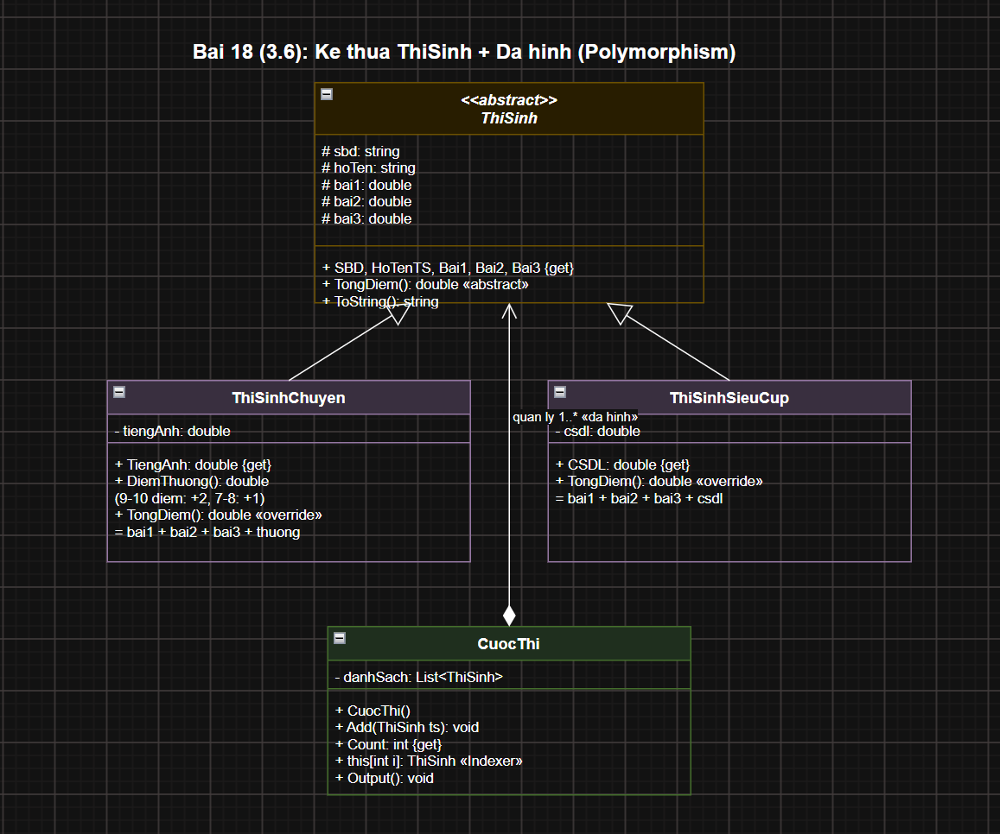 Bai 18 (3.6): Ke thua ThiSinh + Da hinh (Polymorphism)
<<abstract>>
ThiSinh
# sbd: string
# hoTen: string
# bai1: double
# bai2: double
# bai3: double
+ SBD, HoTenTS, Bai1, Bai2, Bai3 {get}
+ TongDiem(): double «abstract»
+ ToString(): string
ThiSinhChuyen
- tiengAnh: double
+ TiengAnh: double {get}
+ DiemThuong(): double
(9-10 diem: +2, 7-8: +1)
+ TongDiem(): double «override»
= bai1 + bai2 + bai3 + thuong
quan ly 1..* «da hinh»
ThiSinhSieuCup
- csdl: double
+ CSDL: double {get}
+ TongDiem(): double «override»
= bai1 + bai2 + bai3 + csdl
CuocThi
- danhSach: List<ThiSinh>
+ CuocThi()
+ Add(ThiSinh ts): void
+ Count: int {get}
+ this[int i]: ThiSinh «Indexer»
+ Output(): void